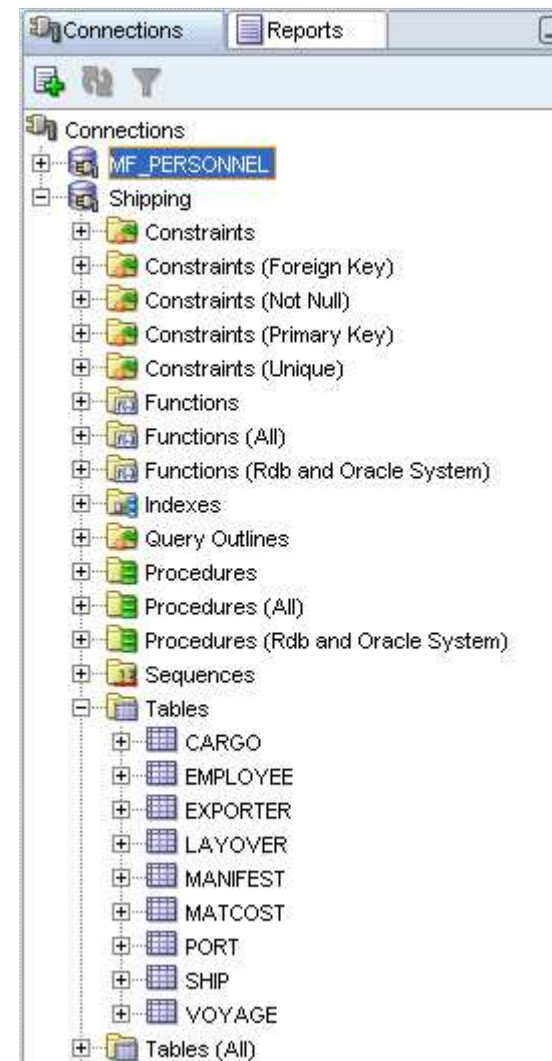 Connections Reports
Connections
MF_PERSONNEL
Shipping
Constraints
Constraints (Foreign Key)
Constraints (Not Null)
Constraints (Primary Key)
Constraints (Unique)
Functions
Functions (All)
Functions (Rdb and Oracle System)
Indexes
Query Outlines
Procedures
Procedures (All)
Procedures (Rdb and Oracle System)
Sequences
Tables
CARGO
EMPLOYEE
EXPORTER
LAYOVER
MANIFEST
MATCOST
PORT
SHIP
VOYAGE
Tables (All)